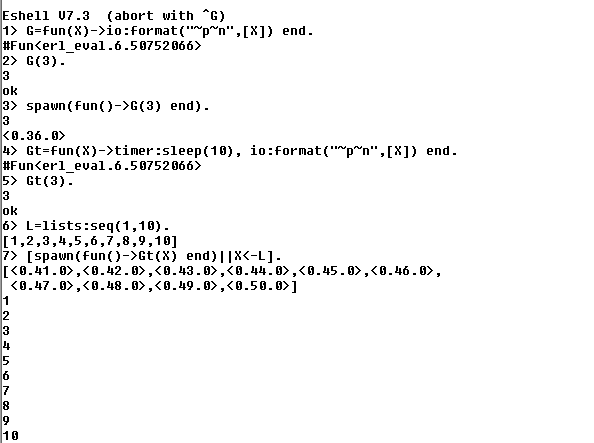 Eshell V7.3  (abort with ^G)
1> G=fun(X)->io:format("~p~n",[X]) end.
#Fun<erl_eval.6.50752066>
2> G(3).
3
ok
3> spawn(fun()->G(3) end).
3
<0.36.0>
4> Gt=fun(X)->timer:sleep(10), io:format("~p~n",[X]) end.
#Fun<erl_eval.6.50752066>
5> Gt(3).
3
ok
6> L=lists:seq(1,10).
[1,2,3,4,5,6,7,8,9,10]
7> [spawn(fun()->Gt(X) end)||X<-L].
[<0.41.0>,<0.42.0>,<0.43.0>,<0.44.0>,<0.45.0>,<0.46.0>,
 <0.47.0>,<0.48.0>,<0.49.0>,<0.50.0>]
1
2
3
4
5
6
7
8
9
10